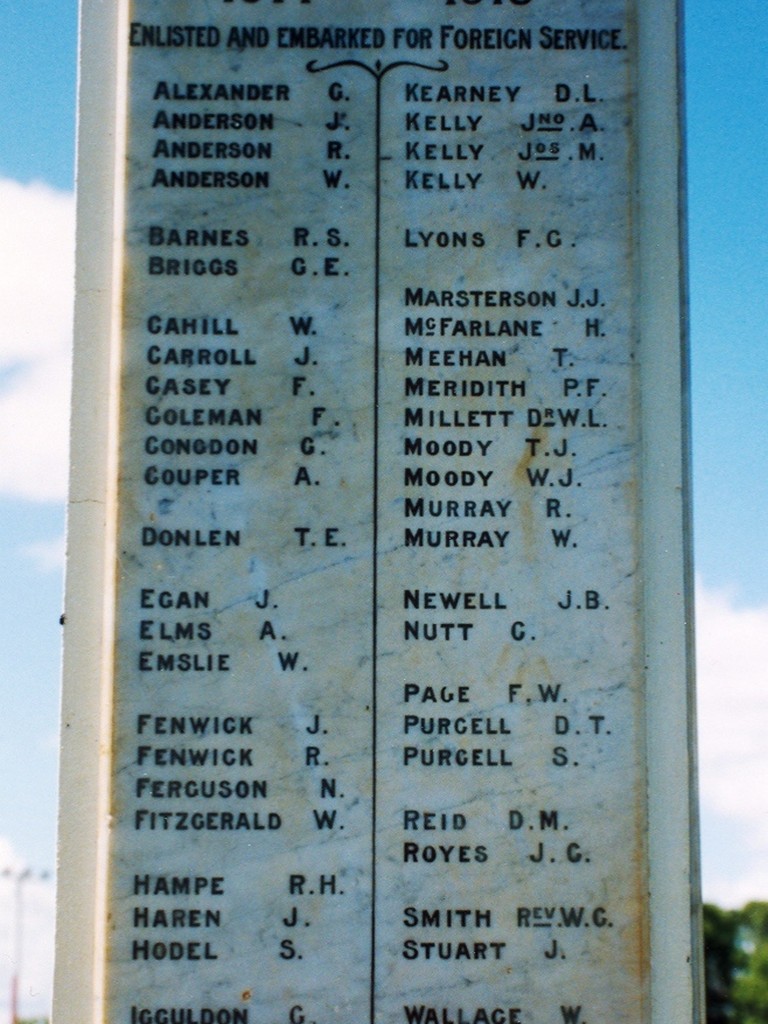 1914 1918
ENLISTED AND EMBARKED FOR FOREIGN SERVICE.
ALEXANDER G.
ANDERSON J.
ANDERSON R.
ANDERSON W.
BARNES R.S.
BRIGGS G.E.
CAHILL W.
CARROLL J.
CASEY F.
COLEMAN F.
CONGDON G.
COUPER A.
DONLEN T.E.
EGAN J.
ELMS A.
EMSLIE W.
FENWICK J.
FENWICK R.
FERGUSON N.
FITZGERALD W.
HAMPE R.H.
HAREN J.
HODEL S.
IGGULDON G.
KEARNEY D.L.
KELLY JNO.A.
KELLY JOS.M.
KELLY W.
LYONS F.G.
MARSTERSON J.J.
McFARLANE H.
MEEHAN T.
MERIDITH P.F.
MILLETT DR W.L.
MOODY T.J.
MOODY W.J.
MURRAY R.
MURRAY W.
NEWELL J.B.
NUTT G.
PAGE F.W.
PURCELL D.T.
PURCELL S.
REID D.M.
ROYES J.G.
SMITH REV.W.G.
STUART J.
WALLACE W.